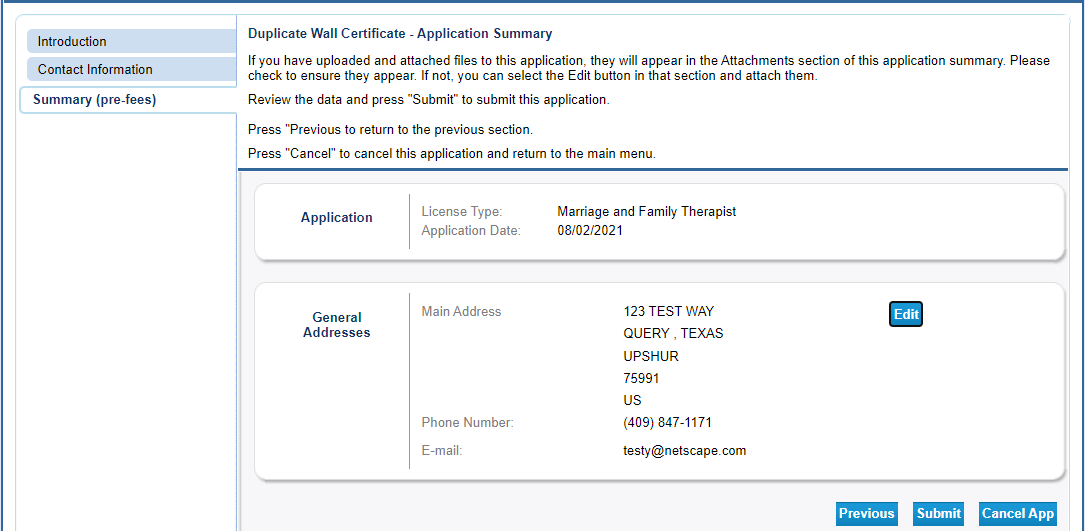 Introduction
Contact Information
Summary (pre-fees)
Duplicate Wall Certificate - Application Summary
If you have uploaded and attached files to this application, they will appear in the Attachments section of this application summary. Please
check to ensure they appear. If not, you can select the Edit button in that section and attach them.
Review the data and press "Submit" to submit this application.
Press "Previous to return to the previous section.
Press "Cancel" to cancel this application and return to the main menu.
Application
License Type: Marriage and Family Therapist
Application Date: 08/02/2021
General
Addresses
Main Address 123 TEST WAY
Edit
QUERY , TEXAS
UPSHUR
75991
US
Phone Number: (409) 847-1171
E-mail: testy@netscape.com
Previous Submit Cancel App